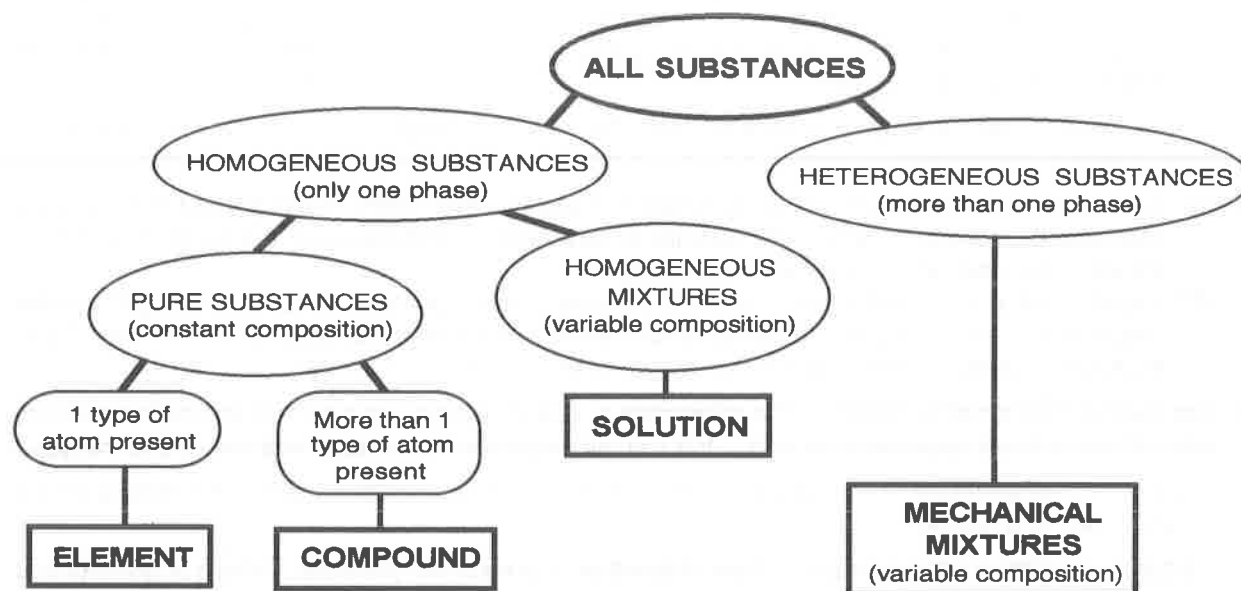 ALL SUBSTANCES
HOMOGENEOUS SUBSTANCES
(only one phase)
HETEROGENEOUS SUBSTANCES
(more than one phase)
PURE SUBSTANCES
(constant composition)
HOMOGENEOUS
MIXTURES
(variable composition)
1 type of
atom present
More than 1
type of atom
present
SOLUTION
ELEMENT
COMPOUND
MECHANICAL
MIXTURES
(variable composition)